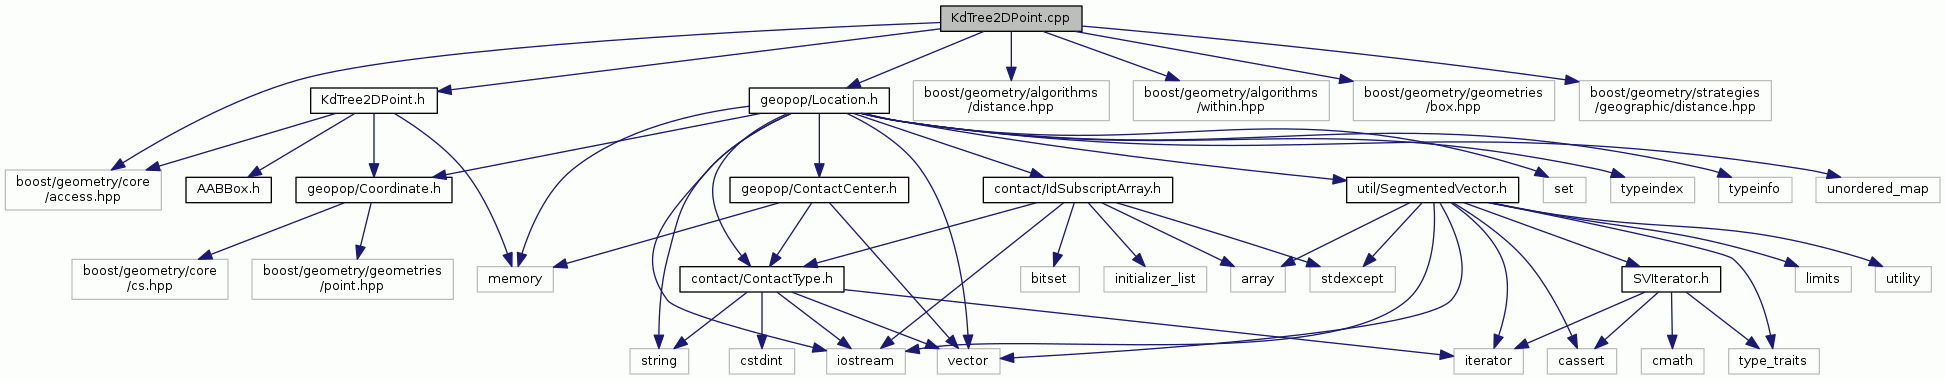 KdTree2DPoint.cpp
KdTree2DPoint.h
geopop/Location.h
boost/geometry/algorithms
/distance.hpp
boost/geometry/algorithms
/within.hpp
boost/geometry/geometries
/box.hpp
boost/geometry/strategies
/geographic/distance.hpp
boost/geometry/core
/access.hpp
AABBox.h
geopop/Coordinate.h
geopop/ContactCenter.h
contact/IdSubscriptArray.h
util/SegmentedVector.h
set
typeindex
typeinfo
unordered_map
boost/geometry/core
/cs.hpp
boost/geometry/geometries
/point.hpp
memory
contact/ContactType.h
bitset
initializer_list
array
stdexcept
SVIterator.h
limits
utility
string
cstdint
iostream
vector
iterator
cassert
cmath
type_traits